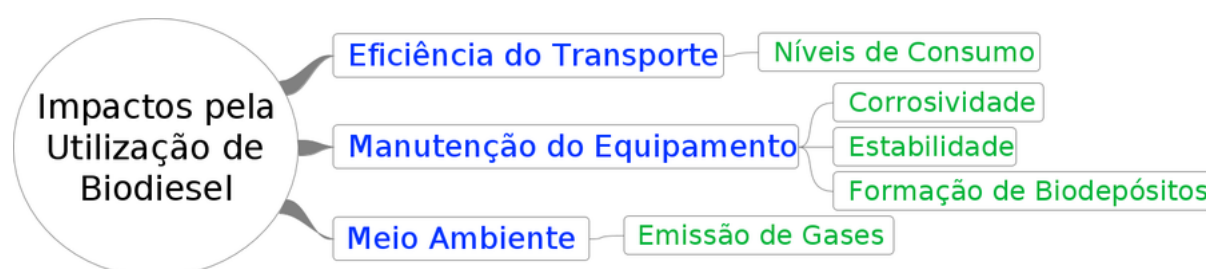 Impactos pela
Utilização de
Biodiesel
Eficiência do Transporte
Níveis de Consumo
Manutenção do Equipamento
Corrosividade
Estabilidade
Formação de Biodepósitos
Meio Ambiente
Emissão de Gases